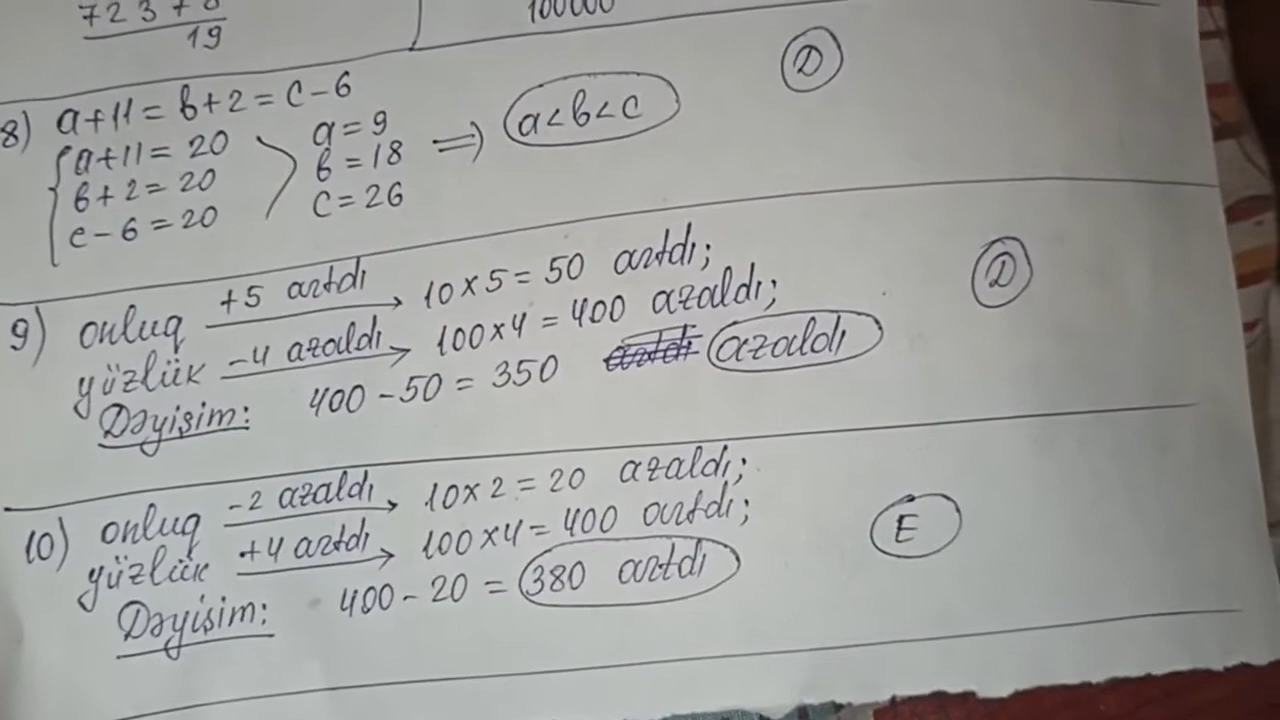 19
100000
8) a+11 = b+2 = c-6
a+11 = 20
b+2 = 20
c-6 = 20
a = 9
b = 18
c = 26
=> a<b<c
D
9) onluq +5 artdı 10×5 = 50 artdı;
yüzlük -4 azaldı 100×4 = 400 azaldı;
Dəyişim: 400-50 = 350 azaldı
D
10) onluq -2 azaldı 10×2 = 20 azaldı;
yüzlük +4 artdı 100×4 = 400 artdı;
Dəyişim: 400-20 = 380 artdı
E